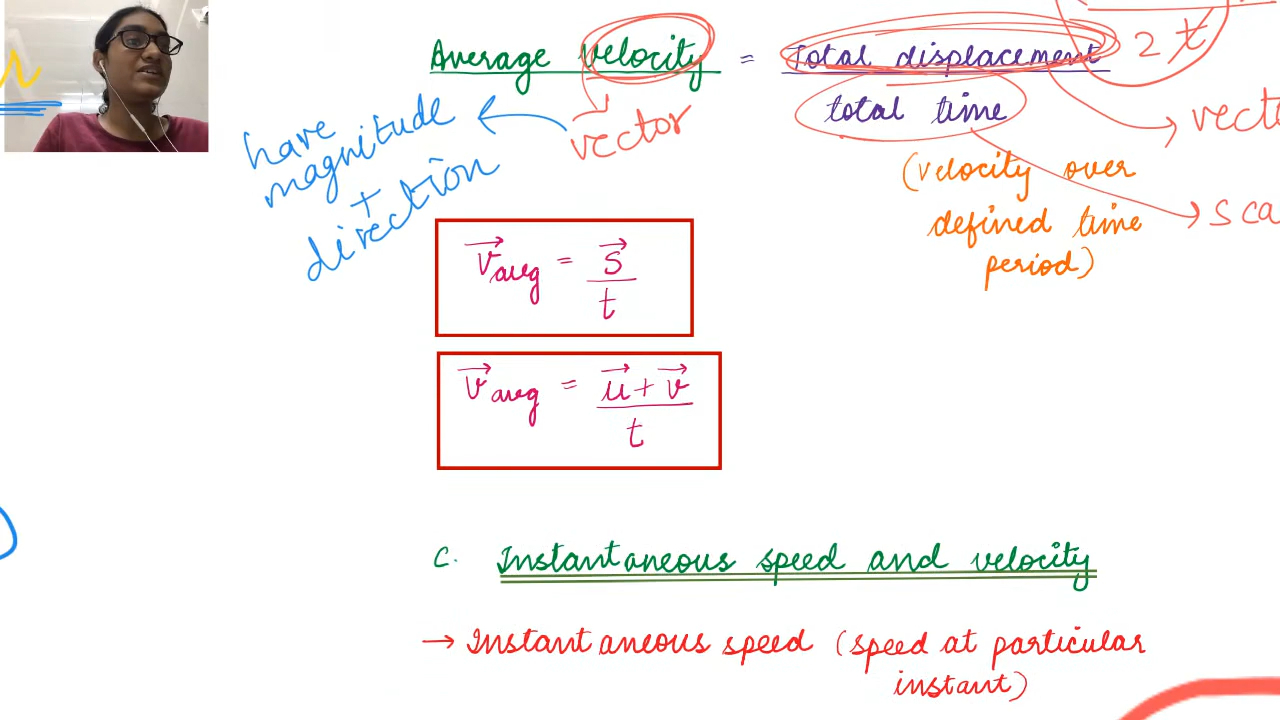 Average velocity = Total displacement
total time
2 t
have magnitude + direction
vector
(velocity over
defined time
period)
v avg = s / t
v avg = u + v / t
C. Instantaneous speed and velocity
→ Instantaneous speed (speed at particular
instant)